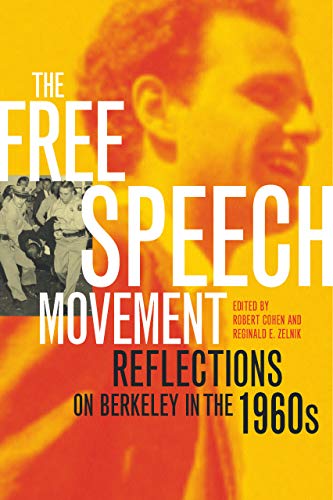 THE
FREE
SPEECH
MOVEMENT
EDITED BY
ROBERT COHEN AND
REGINALD E. ZELNIK
REFLECTIONS
ON BERKELEY IN THE 1960s